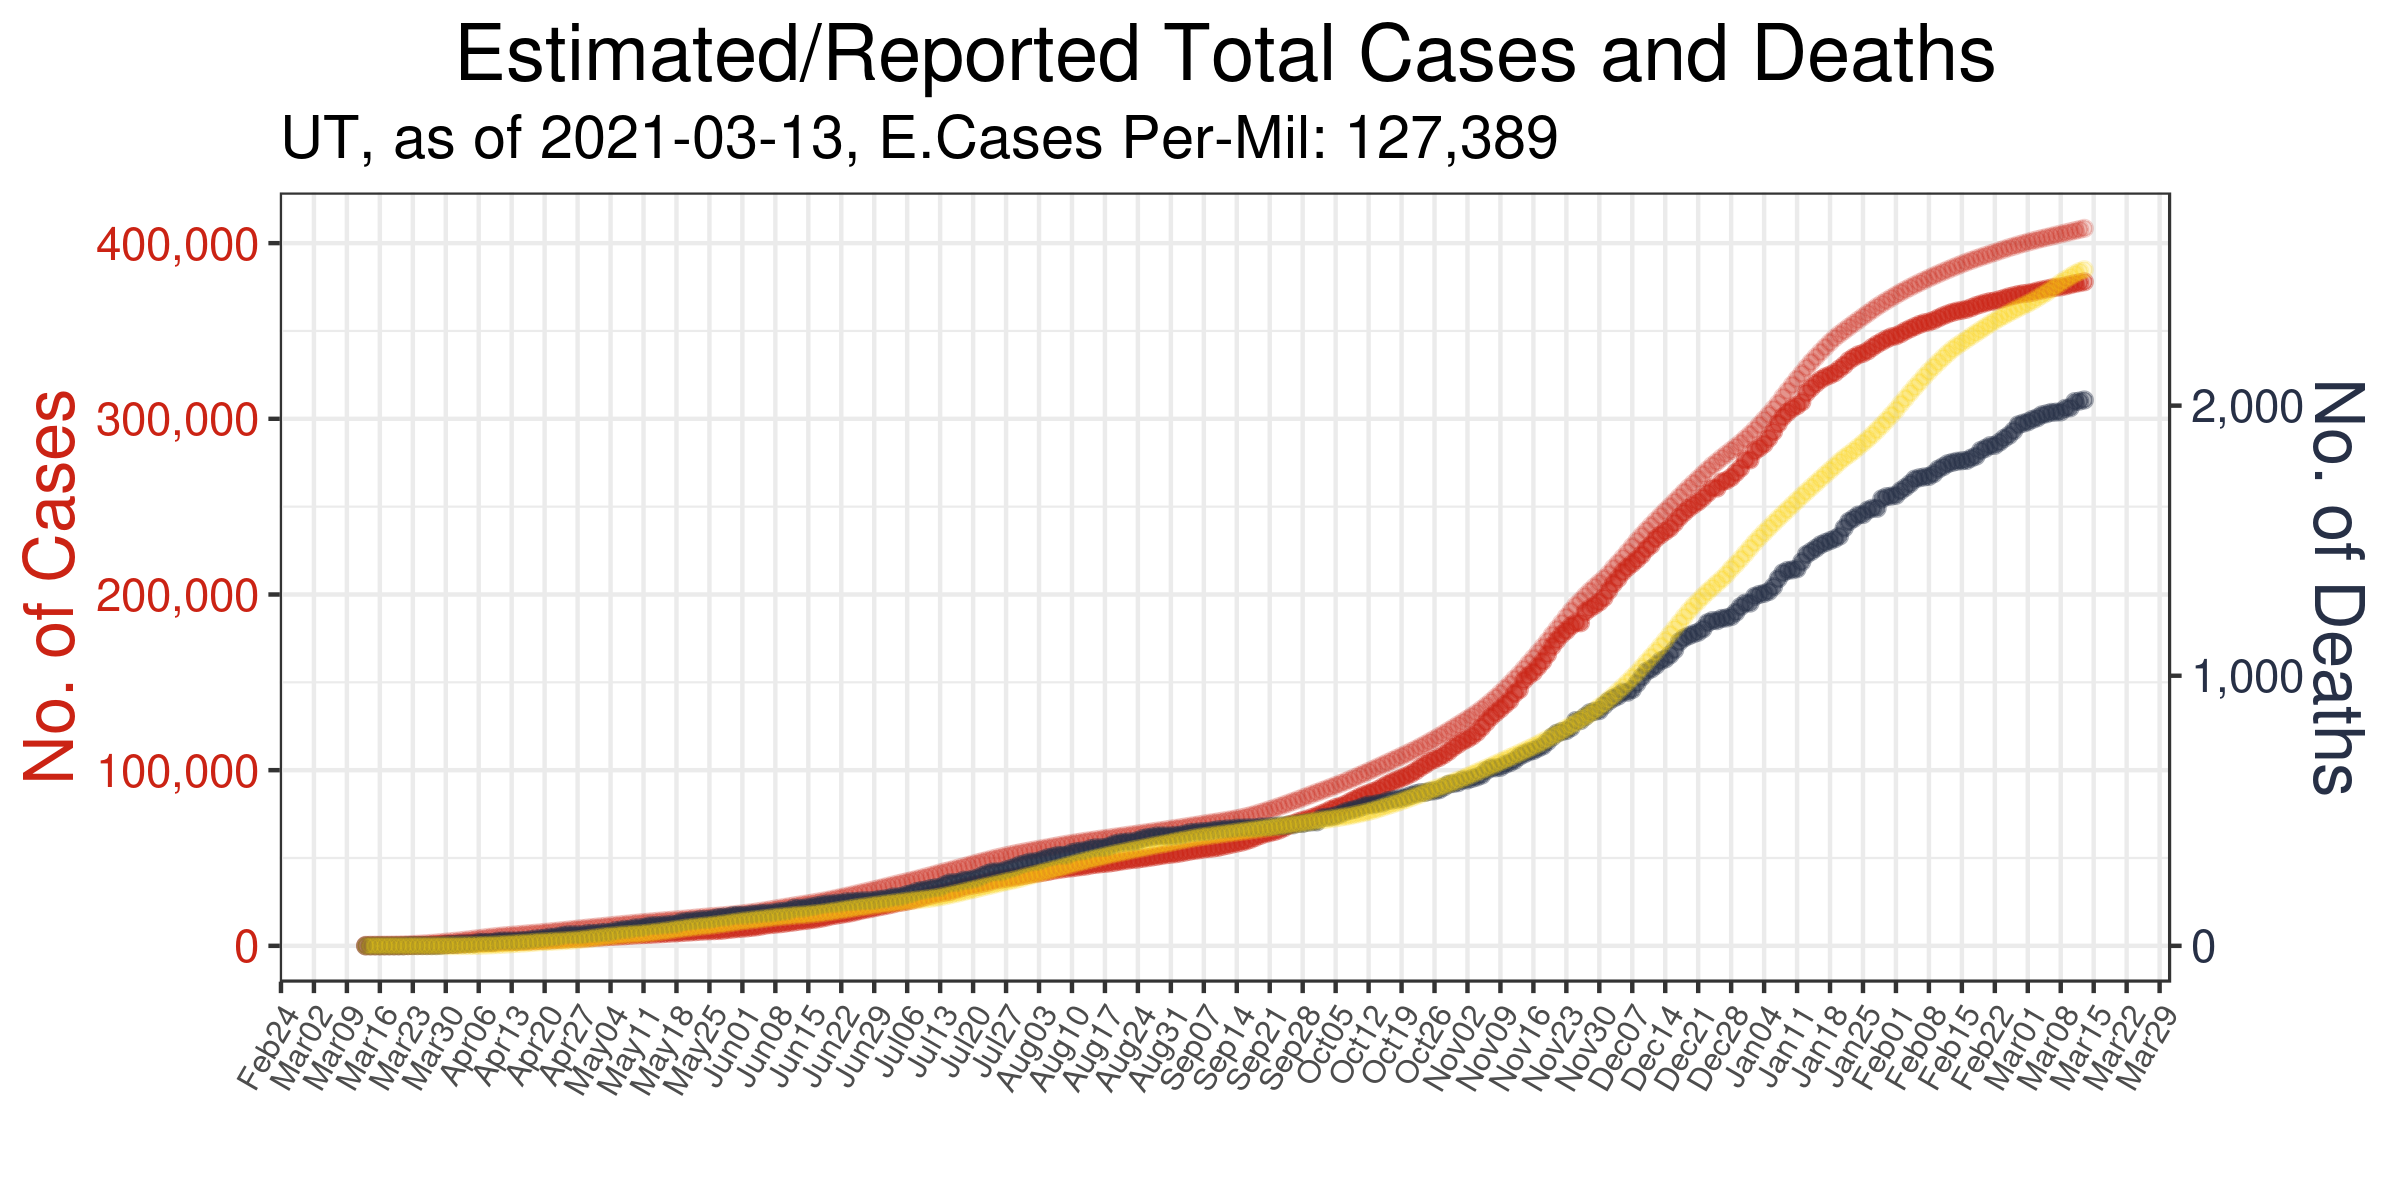 Estimated/Reported Total Cases and Deaths
UT, as of 2021-03-13, E.Cases Per-Mil: 127,389
No. of Cases
400,000
300,000
200,000
100,000
0
2,000
1,000
0
No. of Deaths
Feb24
Mar02
Mar09
Mar16
Mar23
Mar30
Apr06
Apr13
Apr20
Apr27
May04
May11
May18
May25
Jun01
Jun08
Jun15
Jun22
Jun29
Jul06
Jul13
Jul20
Jul27
Aug03
Aug10
Aug17
Aug24
Aug31
Sep07
Sep14
Sep21
Sep28
Oct05
Oct12
Oct19
Oct26
Nov02
Nov09
Nov16
Nov23
Nov30
Dec07
Dec14
Dec21
Dec28
Jan04
Jan11
Jan18
Jan25
Feb01
Feb08
Feb15
Feb22
Mar01
Mar08
Mar15
Mar22
Mar29